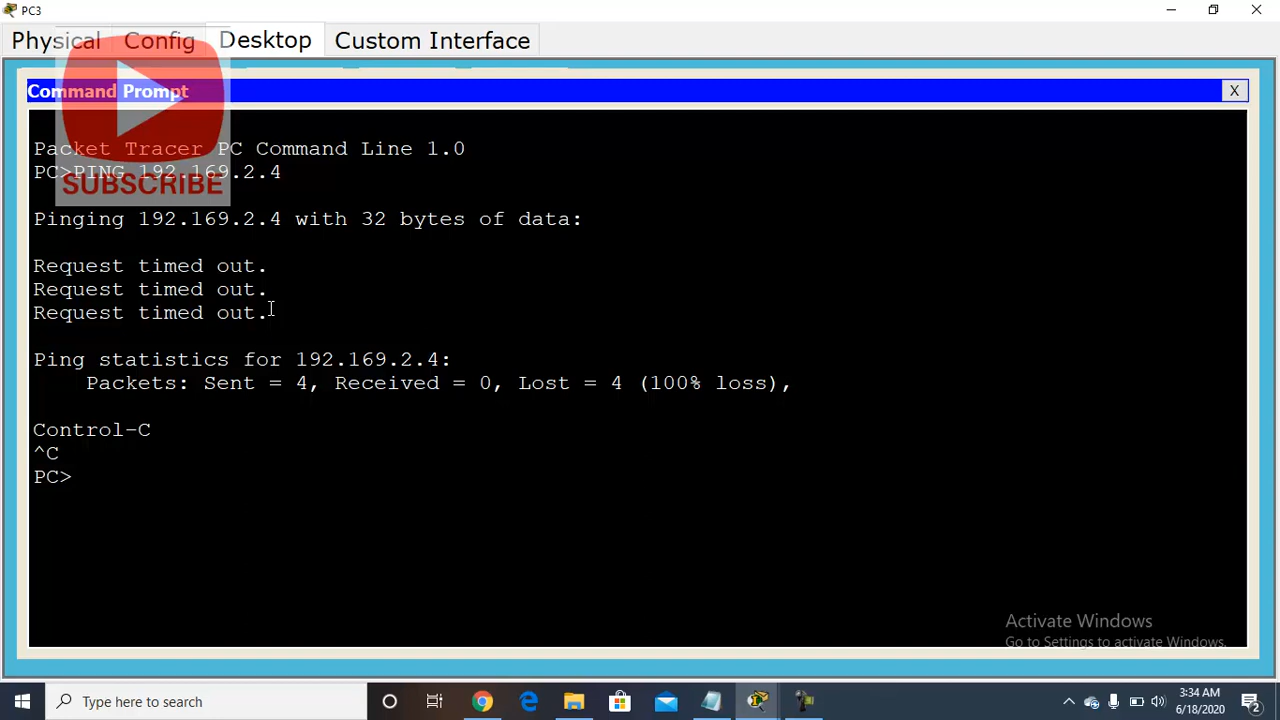 PC3
Physical Config Desktop Custom Interface
Command Prompt
X
Packet Tracer PC Command Line 1.0
PC>PING 192.169.2.4
SUBSCRIBE
Pinging 192.169.2.4 with 32 bytes of data:
Request timed out.
Request timed out.
Request timed out.
Ping statistics for 192.169.2.4:
Packets: Sent = 4, Received = 0, Lost = 4 (100% loss),
Control-C
^C
PC>
Activate Windows
Go to Settings to activate Windows.
Type here to search
3:34 AM
6/18/2020
2